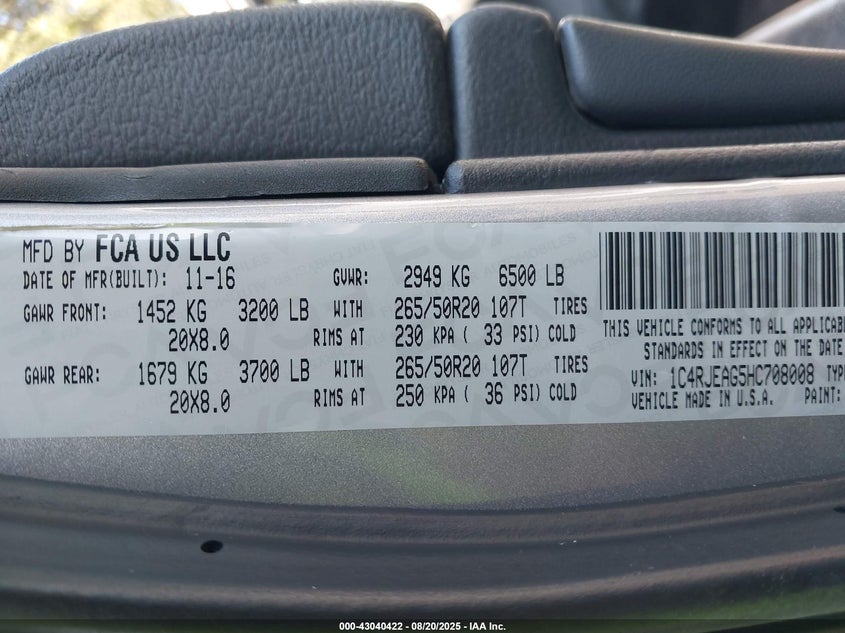 MFD BY FCA US LLC
DATE OF MFR(BUILT): 11-16 GVWR: 2949 KG 6500 LB
GAWR FRONT: 1452 KG 3200 LB WITH 265/50R20 107T TIRES
20X8.0 RIMS AT 230 KPA ( 33 PSI) COLD
GAWR REAR: 1679 KG 3700 LB WITH 265/50R20 107T TIRES
20X8.0 RIMS AT 250 KPA ( 36 PSI) COLD
THIS VEHICLE CONFORMS TO ALL APPLICABL
STANDARDS IN EFFECT ON THE DATE
VIN: 1C4RJEAG5HC708008 TYP
VEHICLE MADE IN U.S.A. PAINT:
000-43040422 - 08/20/2025 - IAA Inc.